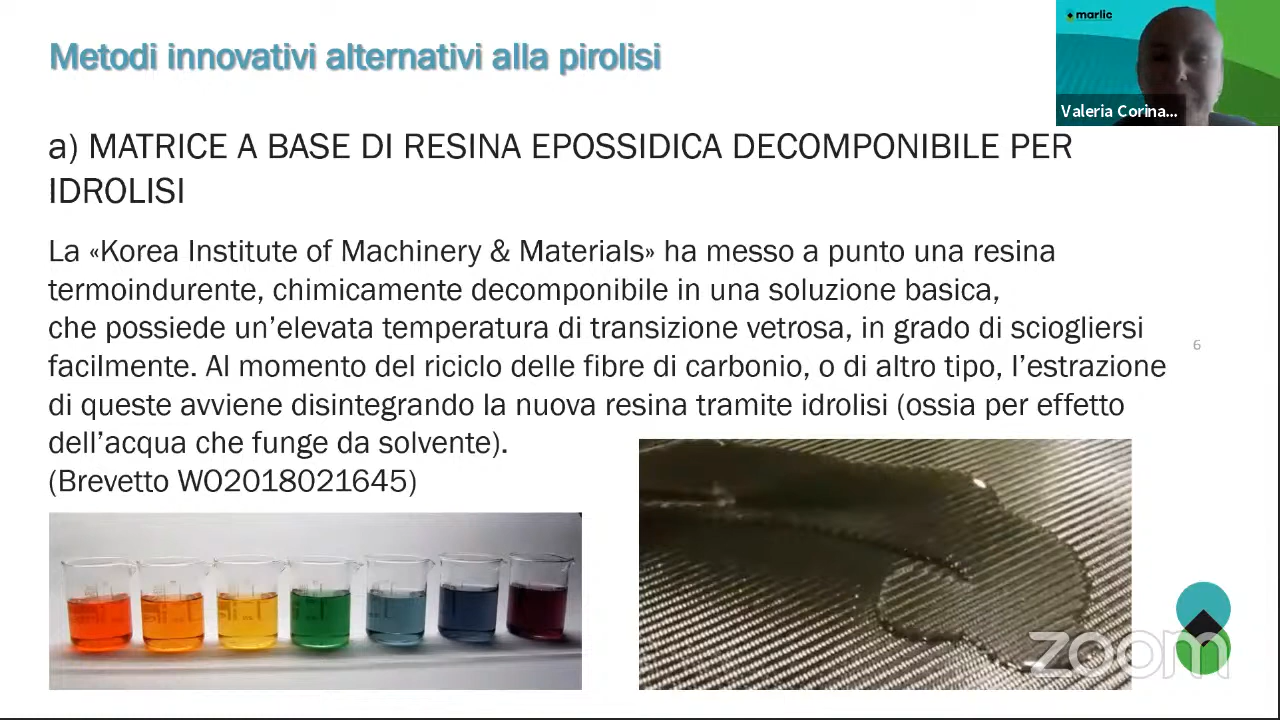 Metodi innovativi alternativi alla pirolisi
marlic
Valeria Corina...
a) MATRICE A BASE DI RESINA EPOSSIDICA DECOMPONIBILE PER
IDROLISI
La «Korea Institute of Machinery & Materials» ha messo a punto una resina
termoindurente, chimicamente decomponibile in una soluzione basica,
che possiede un’elevata temperatura di transizione vetrosa, in grado di sciogliersi
facilmente. Al momento del riciclo delle fibre di carbonio, o di altro tipo, l’estrazione
di queste avviene disintegrando la nuova resina tramite idrolisi (ossia per effetto
dell’acqua che funge da solvente).
(Brevetto WO2018021645)
6
zoom